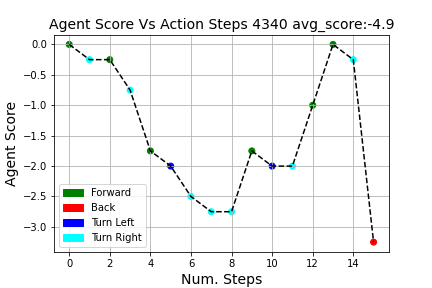 Agent Score Vs Action Steps 4340 avg_score:-4.9
Agent Score
0.0
−0.5
−1.0
−1.5
−2.0
−2.5
−3.0
Forward
Back
Turn Left
Turn Right
0 2 4 6 8 10 12 14
Num. Steps